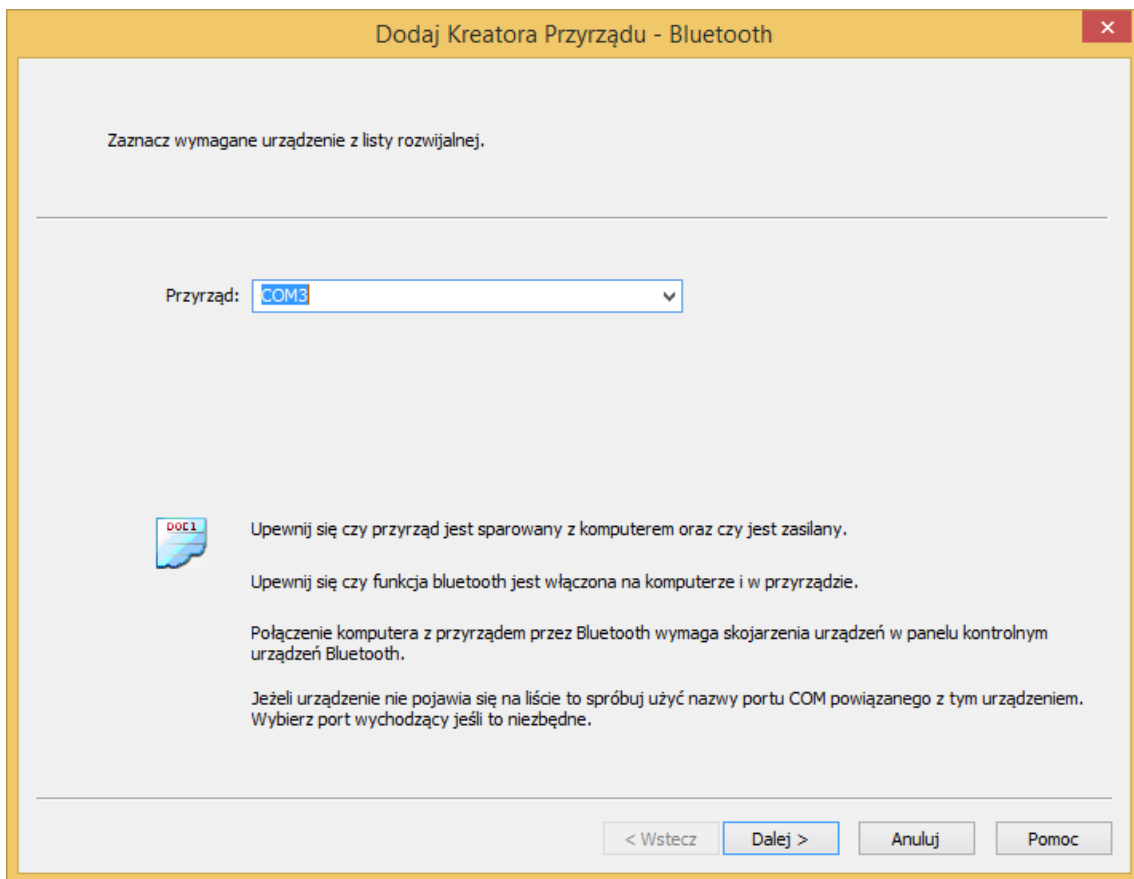 Dodaj Kreatora Przyrządu - Bluetooth
Zaznacz wymagane urządzenie z listy rozwijalnej.
Przyrząd: COM3
DOE1
Upewnij się czy przyrząd jest sparowany z komputerem oraz czy jest zasilany.
Upewnij się czy funkcja bluetooth jest włączona na komputerze i w przyrządzie.
Połączenie komputera z przyrządem przez Bluetooth wymaga skojarzenia urządzeń w panelu kontrolnym
urządzeń Bluetooth.
Jeżeli urządzenie nie pojawia się na liście to spróbuj użyć nazwy portu COM powiązanego z tym urządzeniem.
Wybierz port wychodzący jeśli to niezbędne.
< Wstecz Dalej > Anuluj Pomoc